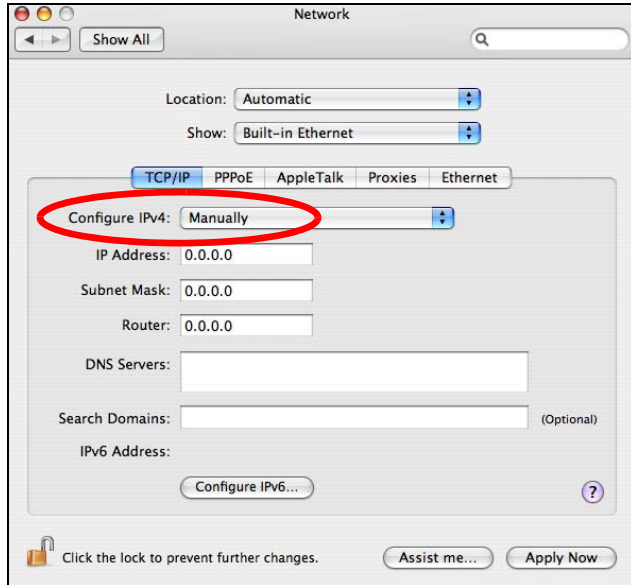 Network
Show All
Location: Automatic
Show: Built-in Ethernet
TCP/IP PPPoE AppleTalk Proxies Ethernet
Configure IPv4: Manually
IP Address: 0.0.0.0
Subnet Mask: 0.0.0.0
Router: 0.0.0.0
DNS Servers:
Search Domains: (Optional)
IPv6 Address:
Configure IPv6...
?
Click the lock to prevent further changes. Assist me... Apply Now